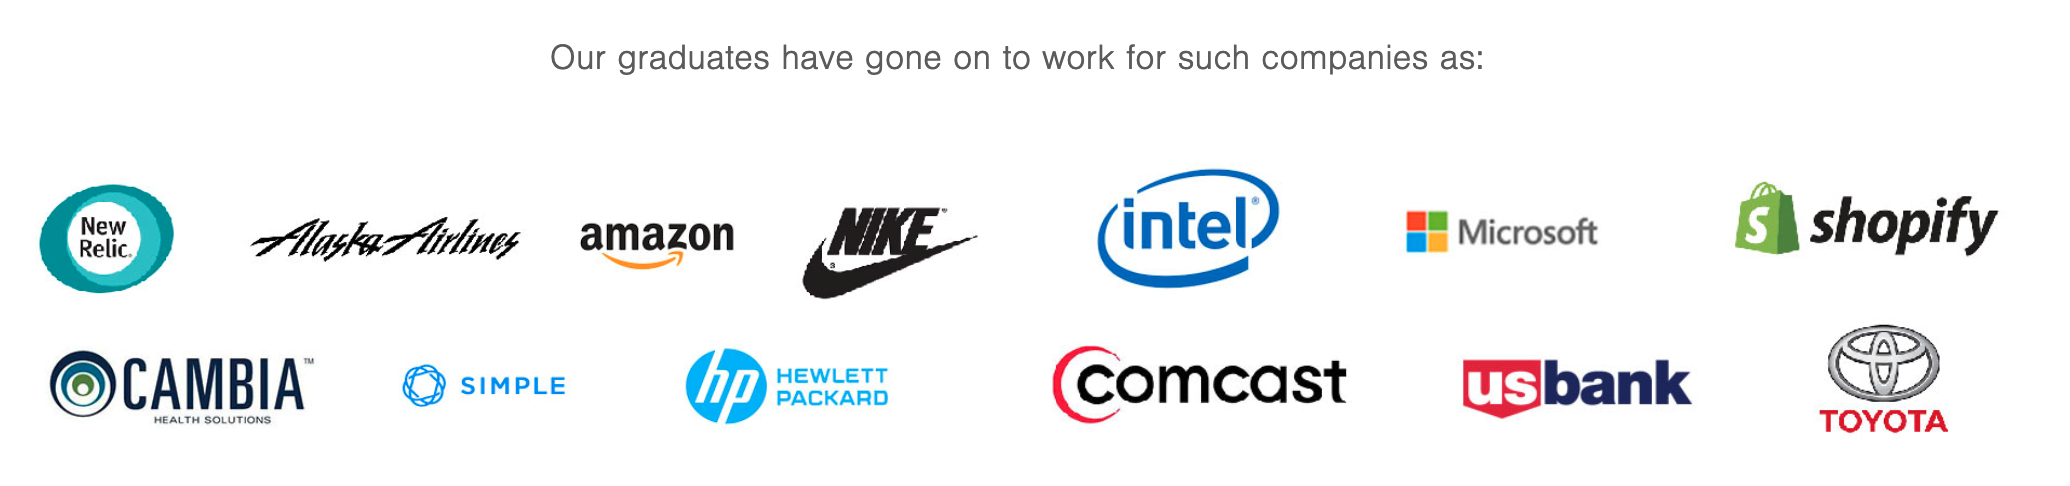 Our graduates have gone on to work for such companies as:
New
Relic.
Alaska Airlines
amazon
NIKE
intel®
Microsoft
S shopify
CAMBIA™
HEALTH SOLUTIONS
SIMPLE
hp HEWLETT
PACKARD
comcast
usbank
TOYOTA